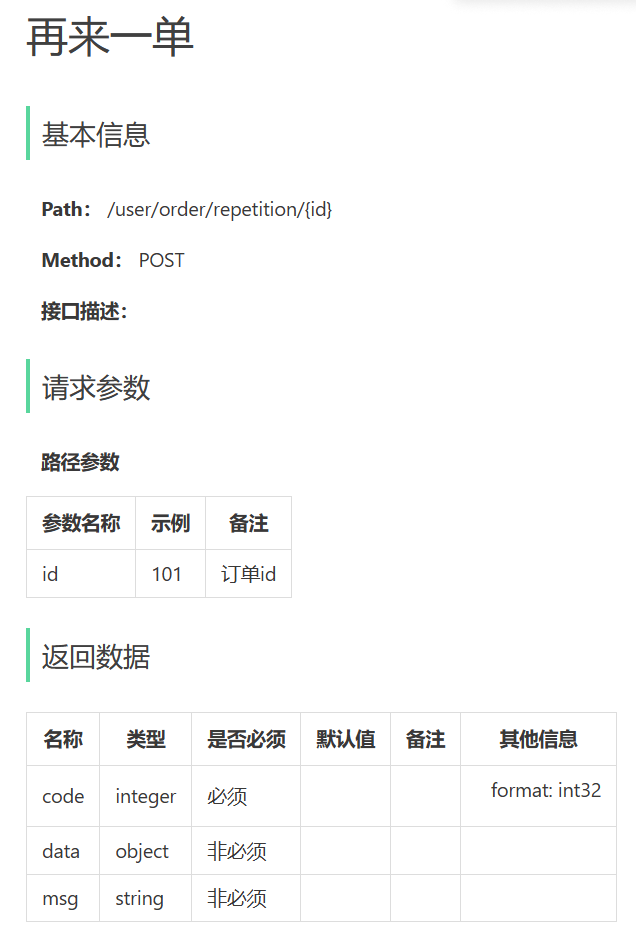 再来一单
基本信息
Path： /user/order/repetition/{id}
Method： POST
接口描述：
请求参数
路径参数
参数名称 示例 备注
id 101 订单id
返回数据
名称 类型 是否必须 默认值 备注 其他信息
code integer 必须 format: int32
data object 非必须
msg string 非必须